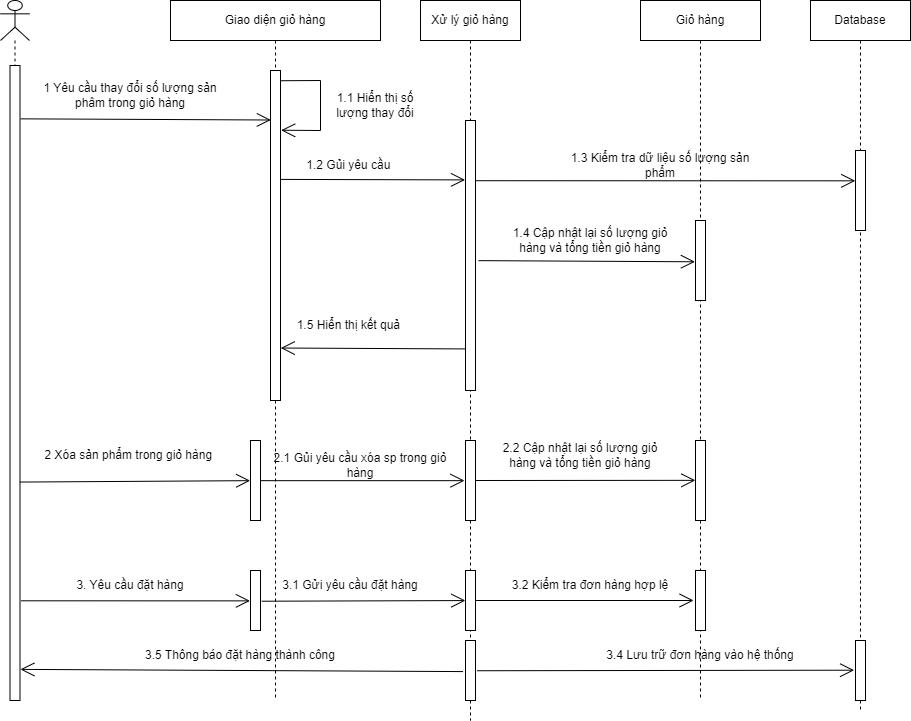 Giao diện giỏ hàng
Xử lý giỏ hàng
Giỏ hàng
Database
1 Yêu cầu thay đổi số lượng sản
phâm trong giỏ hàng
1.1 Hiển thị số
lượng thay đổi
1.2 Gủi yêu cầu
1.3 Kiểm tra dữ liệu số lượng sản
phẩm
1.4 Cập nhật lại số lượng giỏ
hàng và tổng tiền giỏ hàng
1.5 Hiển thị kết quả
2 Xóa sản phẩm trong giỏ hàng
2.1 Gủi yêu cầu xóa sp trong giỏ
hàng
2.2 Cập nhật lại số lượng giỏ
hàng và tổng tiền giỏ hàng
3. Yêu cầu đặt hàng
3.1 Gửi yêu cầu đặt hàng
3.2 Kiểm tra đơn hàng hợp lệ
3.5 Thông báo đặt hàng thành công
3.4 Lưu trữ đơn hàng vào hệ thống